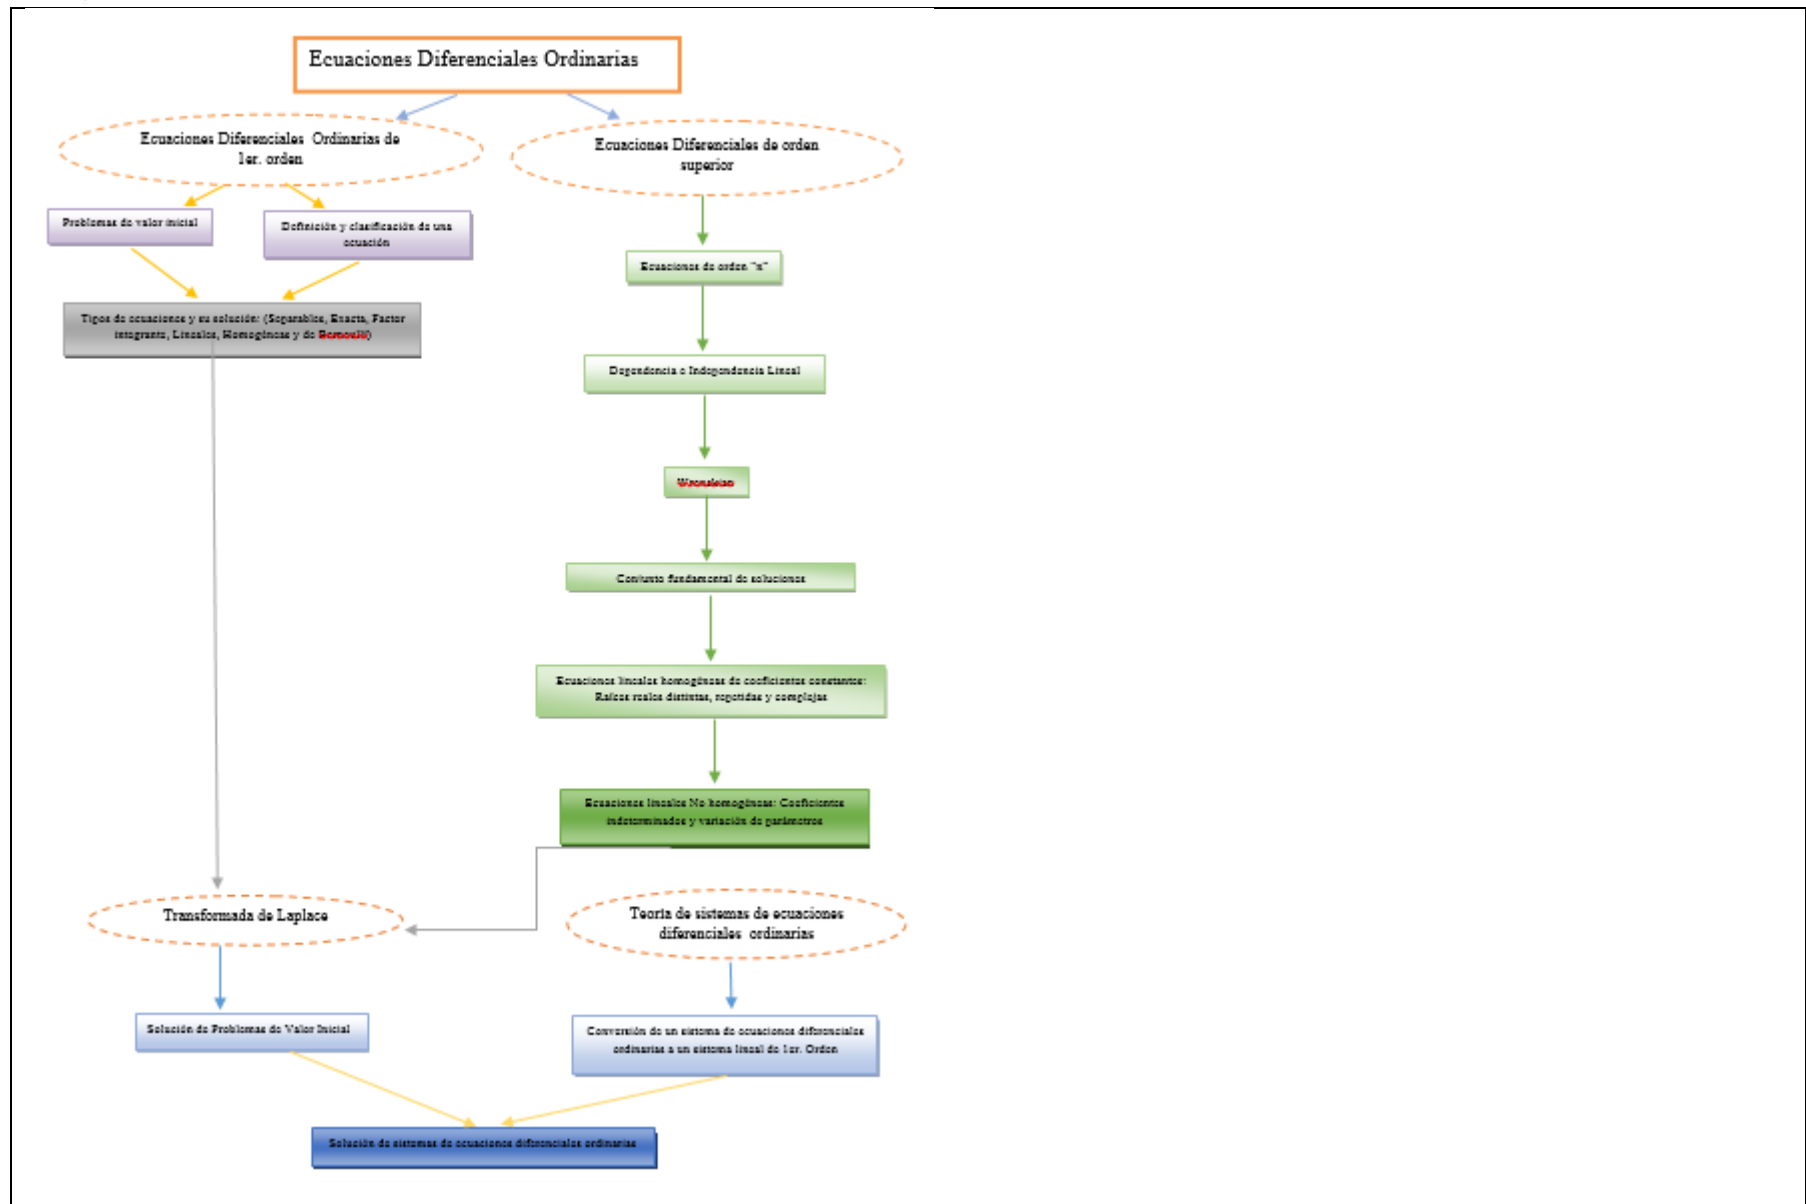 Ecuaciones Diferenciales Ordinarias
Ecuaciones Diferenciales Ordinarias de
1er. orden
Ecuaciones Diferenciales de orden
superior
Problemas de valor inicial
Definición y clasificación de una
ecuación
Ecuaciones de orden "n"
Tipos de ecuaciones y su solución: (Separables, Exacta, Factor
integrante, Lineales, Homogéneas y de Bernoulli)
Dependencia e Independencia Lineal
Wronskian
Conjunto fundamental de soluciones
Ecuaciones lineales homogéneas de coeficientes constantes:
Raíces reales distintas, repetidas y complejas
Ecuaciones lineales No homogéneas: Coeficientes
indeterminados y variación de parámetros
Transformada de Laplace
Teoría de sistemas de ecuaciones
diferenciales ordinarias
Solución de Problemas de Valor Inicial
Conversión de un sistema de ecuaciones diferenciales
ordinarias a un sistema lineal de 1er. Orden
Solución de sistemas de ecuaciones diferenciales ordinarias